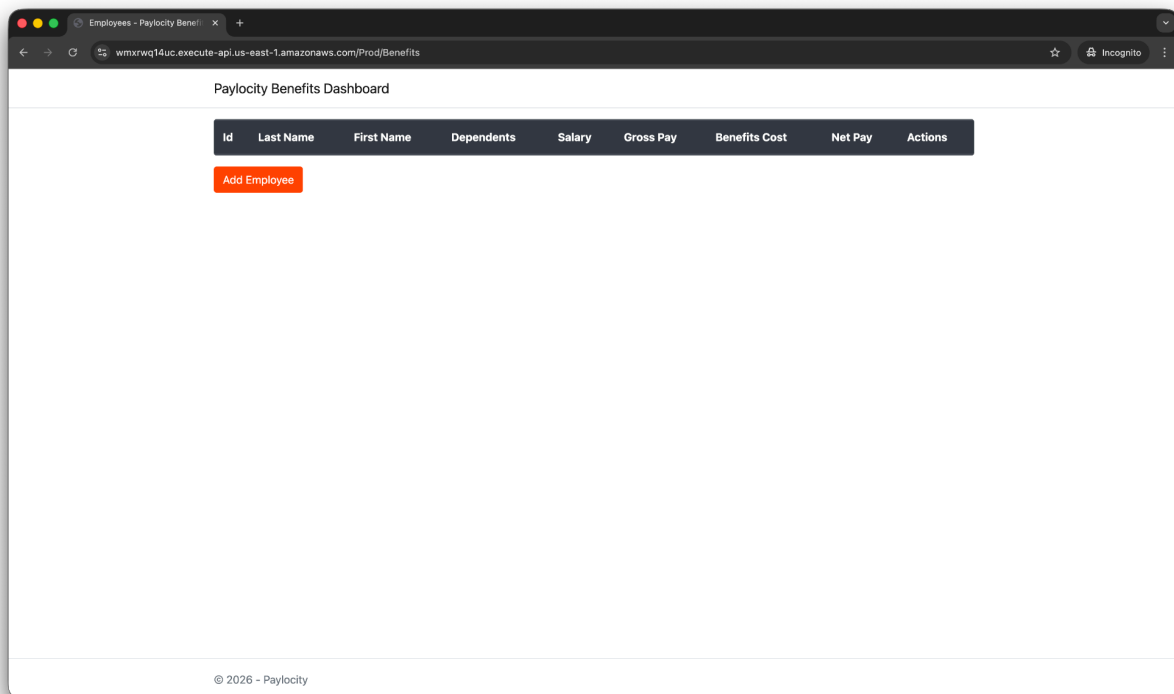 Employees - Paylocity Benefi
wmxrwq14uc.execute-api.us-east-1.amazonaws.com/Prod/Benefits
Incognito
Paylocity Benefits Dashboard
Id Last Name First Name Dependents Salary Gross Pay Benefits Cost Net Pay Actions
Add Employee
© 2026 - Paylocity